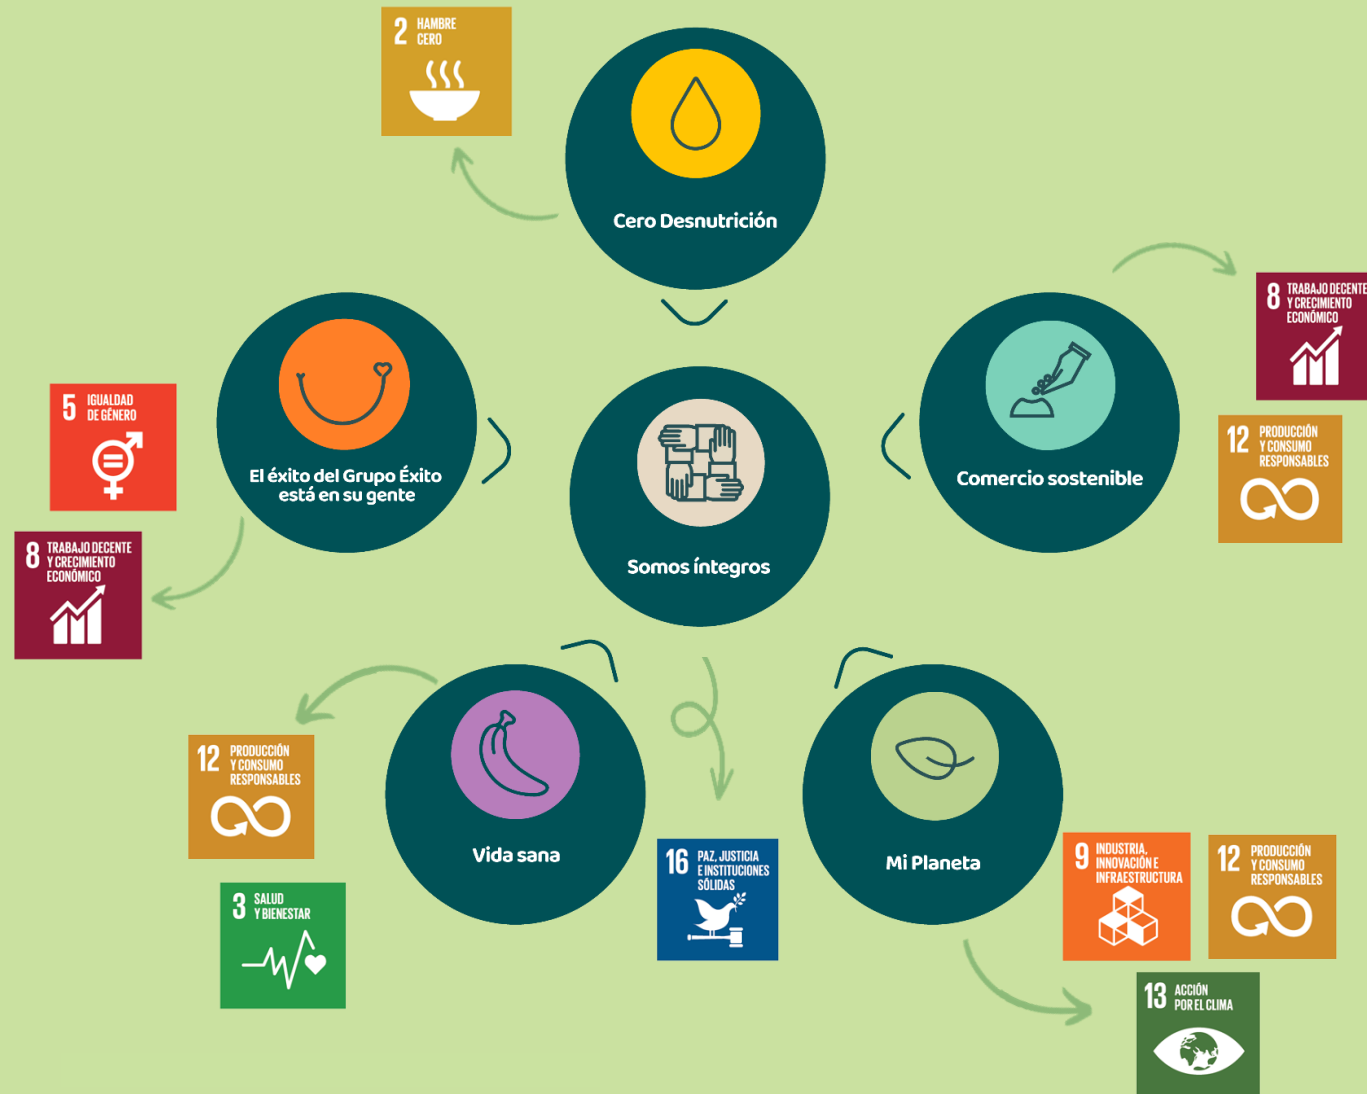 2 HAMBRE
CERO
Cero Desnutrición
8 TRABAJO DECENTE
Y CRECIMIENTO
ECONÓMICO
12 PRODUCCIÓN
Y CONSUMO
RESPONSABLES
Comercio sostenible
5 IGUALDAD
DE GÉNERO
El éxito del Grupo Éxito
está en su gente
8 TRABAJO DECENTE
Y CRECIMIENTO
ECONÓMICO
Somos íntegros
12 PRODUCCIÓN
Y CONSUMO
RESPONSABLES
Vida sana
3 SALUD
Y BIENESTAR
16 PAZ, JUSTICIA
E INSTITUCIONES
SÓLIDAS
Mi Planeta
9 INDUSTRIA,
INNOVACIÓN E
INFRAESTRUCTURA
12 PRODUCCIÓN
Y CONSUMO
RESPONSABLES
13 ACCIÓN
POR EL CLIMA